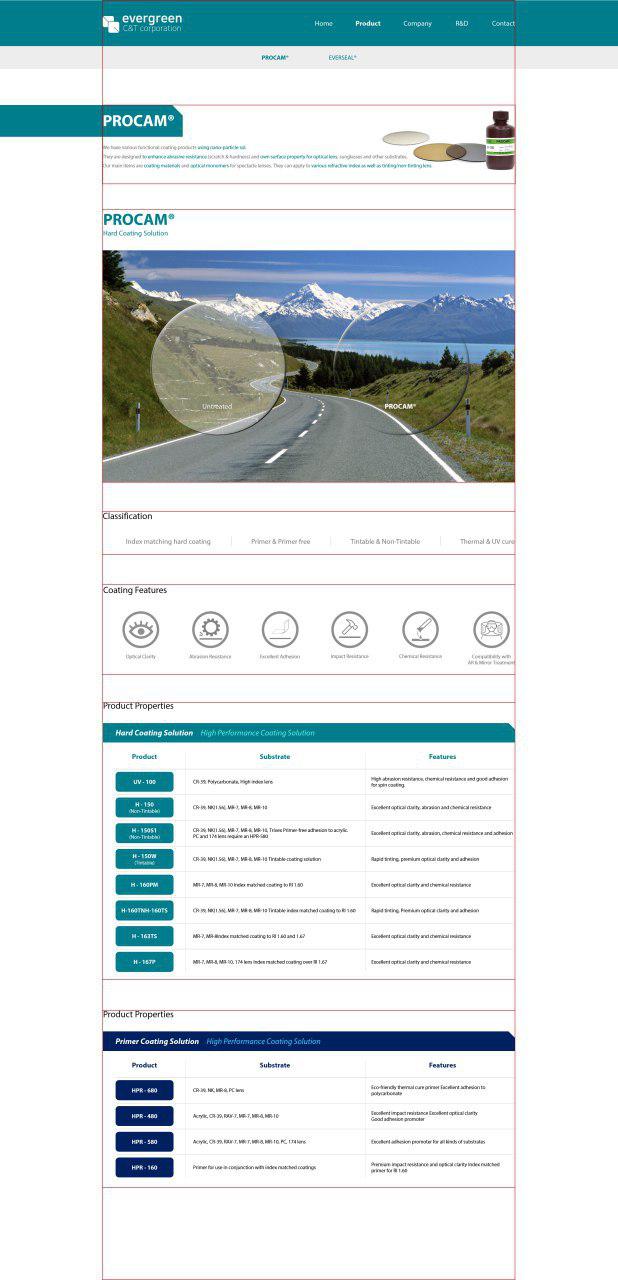 evergreen
C&T corporation
Home Product Company R&D Contact
PROCAM® EVERSEAL®
PROCAM®
We have various functional coating products using nano-particle sol.
They are designed to enhance abrasive resistance (scratch & hardness) and own surface property for optical lens, sunglasses and other substrates.
Our main items are coating materials and optical monomers for spectacle lenses. They can apply to various refractive index as well as tinting/non-tinting lens
PROCAM®
Hard Coating Solution
Untreated
PROCAM®
Classification
Index matching hard coating
Primer & Primer free
Tintable & Non-Tintable
Thermal & UV cure
Coating Features
Optical Clarity
Abrasion Resistance
Excellent Adhesion
Impact Resistance
Chemical Resistance
Compatibility with
AR & Mirror Treatment
Product Properties
Hard Coating Solution High Performance Coating Solution
Product Substrate Features
UV - 100
CR-39, Polycarbonate, High index lens
High abrasion resistance, chemical resistance and good adhesion
for spin coating.
H - 150
(Non-Tintable)
CR-39, NK(1.56), MR-7, MR-8, MR-10
Excellent optical clarity, abrasion and chemical resistance
H - 150S1
(Non-Tintable)
CR-39, NK(1.56), MR-7, MR-8, MR-10, Trivex Primer-free adhesion to acrylic.
PC and 174 lens require an HPR-580
Excellent optical clarity, abrasion, chemical resistance and adhesion
H - 150W
(Tintable)
CR-39, NK(1.56), MR-7, MR-8, MR-10 Tintable coating solution
Rapid tinting, premium optical clarity and adhesion
H - 160PM
MR-7, MR-8, MR-10 Index matched coating to RI 1.60
Excellent optical clarity and chemical resistance
H-160TNH-160TS
CR-39, NK(1.56), MR-7, MR-8, MR-10 Tintable index matched coating to RI 1.60
Rapid tinting, Premium optical clarity and adhesion
H - 163TS
MR-7, MR-8Index matched coating to RI 1.60 and 1.67
Excellent optical clarity and chemical resistance
H - 167P
MR-7, MR-8, MR-10, 174 lens Index matched coating over RI 1.67
Excellent optical clarity and chemical resistance
Product Properties
Primer Coating Solution High Performance Coating Solution
Product Substrate Features
HPR - 680
CR-39, NK, MR-8, PC lens
Eco-friendly thermal cure primer Excellent adhesion to
polycarbonate
HPR - 480
Acrylic, CR-39, RAV-7, MR-7, MR-8, MR-10
Excellent impact resistance Excellent optical clarity
Good adhesion promoter
HPR - 580
Acrylic, CR-39, RAV-7, MR-7, MR-8, MR-10, PC, 174 lens
Excellent adhesion promoter for all kinds of substrates
HPR - 160
Primer for use in conjunction with index matched coatings
Premium impact resistance and optical clarity Index matched
primer for RI 1.60